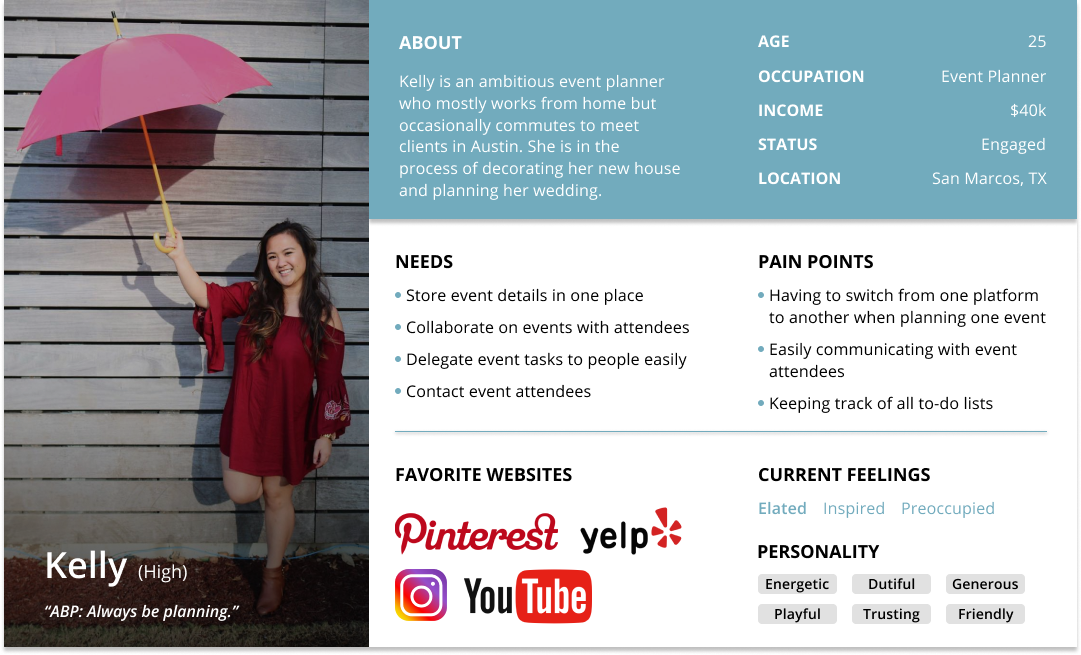 Kelly (High)
“ABP: Always be planning.”
ABOUT
Kelly is an ambitious event planner
who mostly works from home but
occasionally commutes to meet
clients in Austin. She is in the
process of decorating her new house
and planning her wedding.
AGE 25
OCCUPATION Event Planner
INCOME $40k
STATUS Engaged
LOCATION San Marcos, TX
NEEDS
• Store event details in one place
• Collaborate on events with attendees
• Delegate event tasks to people easily
• Contact event attendees
PAIN POINTS
• Having to switch from one platform
to another when planning one event
• Easily communicating with event
attendees
• Keeping track of all to-do lists
FAVORITE WEBSITES
Pinterest yelp
YouTube
CURRENT FEELINGS
Elated Inspired Preoccupied
PERSONALITY
Energetic Dutiful Generous
Playful Trusting Friendly